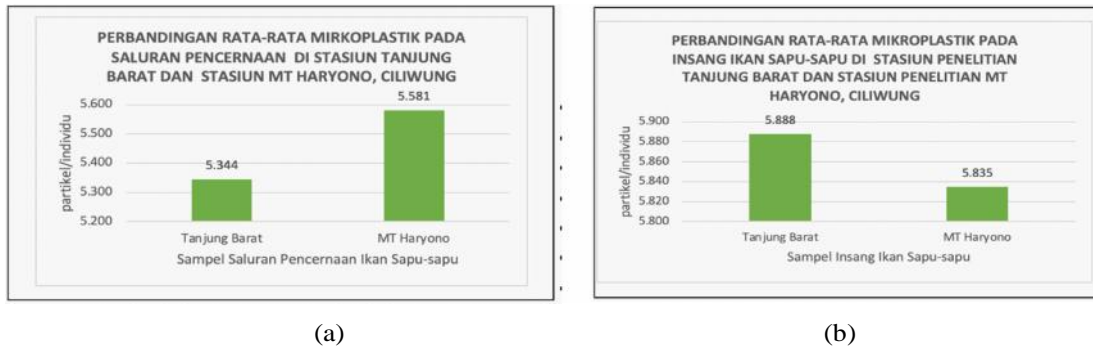 PERBANDINGAN RATA-RATA MIRKOPLASTIK PADA
SALURAN PENCERNAAN DI STASIUN TANJUNG
BARAT DAN STASIUN MT HARYONO, CILIWUNG
partikel/individu
5.600
5.500
5.400
5.300
5.200
5.344
5.581
Tanjung Barat
MT Haryono
Sampel Saluran Pencernaan Ikan Sapu-sapu
(a)
PERBANDINGAN RATA-RATA MIKROPLASTIK PADA
INSANG IKAN SAPU-SAPU DI STASIUN PENELITIAN
TANJUNG BARAT DAN STASIUN PENELITIAN MT
HARYONO, CILIWUNG
partikel/individu
5.900
5.880
5.860
5.840
5.820
5.800
5.888
5.835
Tanjung Barat
MT Haryono
Sampel Insang Ikan Sapu-sapu
(b)